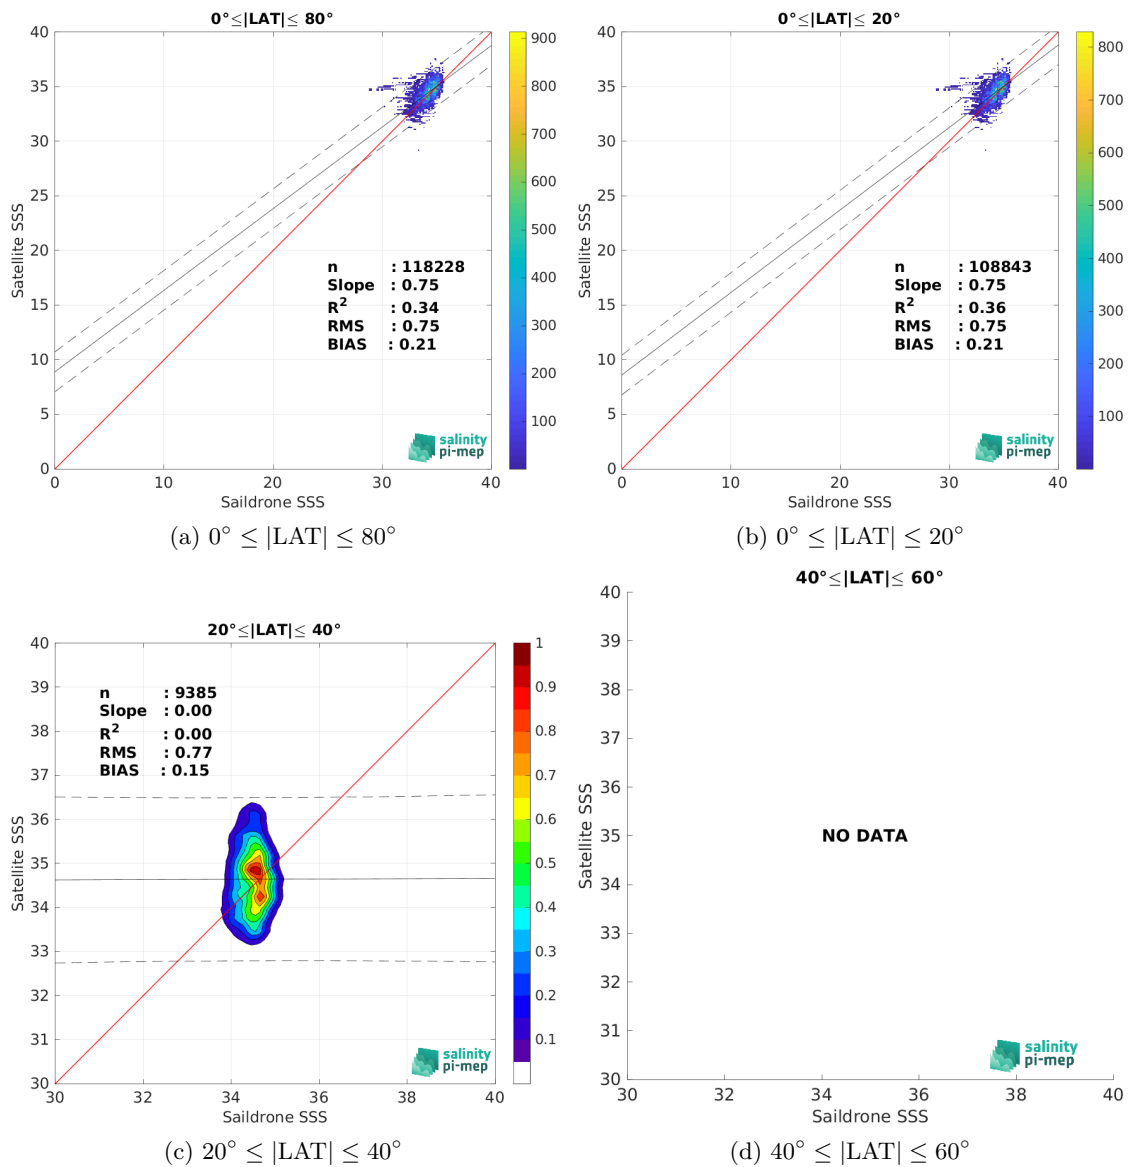 0°≤|LAT|≤ 80°
40
35
30
25
20
15
10
5
0
Satellite SSS
n : 118228
Slope : 0.75
R² : 0.34
RMS : 0.75
BIAS : 0.21
salinity
pi-mep
0 10 20 30 40
Saildrone SSS
900
800
700
600
500
400
300
200
100
(a) 0° ≤ |LAT| ≤ 80°
0°≤|LAT|≤ 20°
40
35
30
25
20
15
10
5
0
Satellite SSS
n : 108843
Slope : 0.75
R² : 0.36
RMS : 0.75
BIAS : 0.21
salinity
pi-mep
0 10 20 30 40
Saildrone SSS
800
700
600
500
400
300
200
100
(b) 0° ≤ |LAT| ≤ 20°
20°≤|LAT|≤ 40°
40
39
38
37
36
35
34
33
32
31
30
Satellite SSS
n : 9385
Slope : 0.00
R² : 0.00
RMS : 0.77
BIAS : 0.15
salinity
pi-mep
30 32 34 36 38 40
Saildrone SSS
1
0.9
0.8
0.7
0.6
0.5
0.4
0.3
0.2
0.1
(c) 20° ≤ |LAT| ≤ 40°
40°≤|LAT|≤ 60°
40
39
38
37
36
35
34
33
32
31
30
Satellite SSS
NO DATA
salinity
pi-mep
30 32 34 36 38 40
Saildrone SSS
(d) 40° ≤ |LAT| ≤ 60°